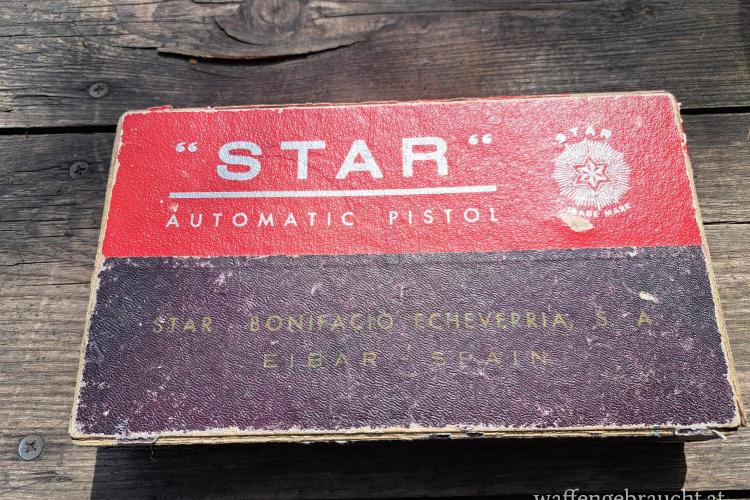 “ STAR “
AUTOMATIC PISTOL
STAR
TRADE MARK
STAR - BONIFACIO ECHEVERRIA, S. A
EIBAR - SPAIN
waffengebraucht.at